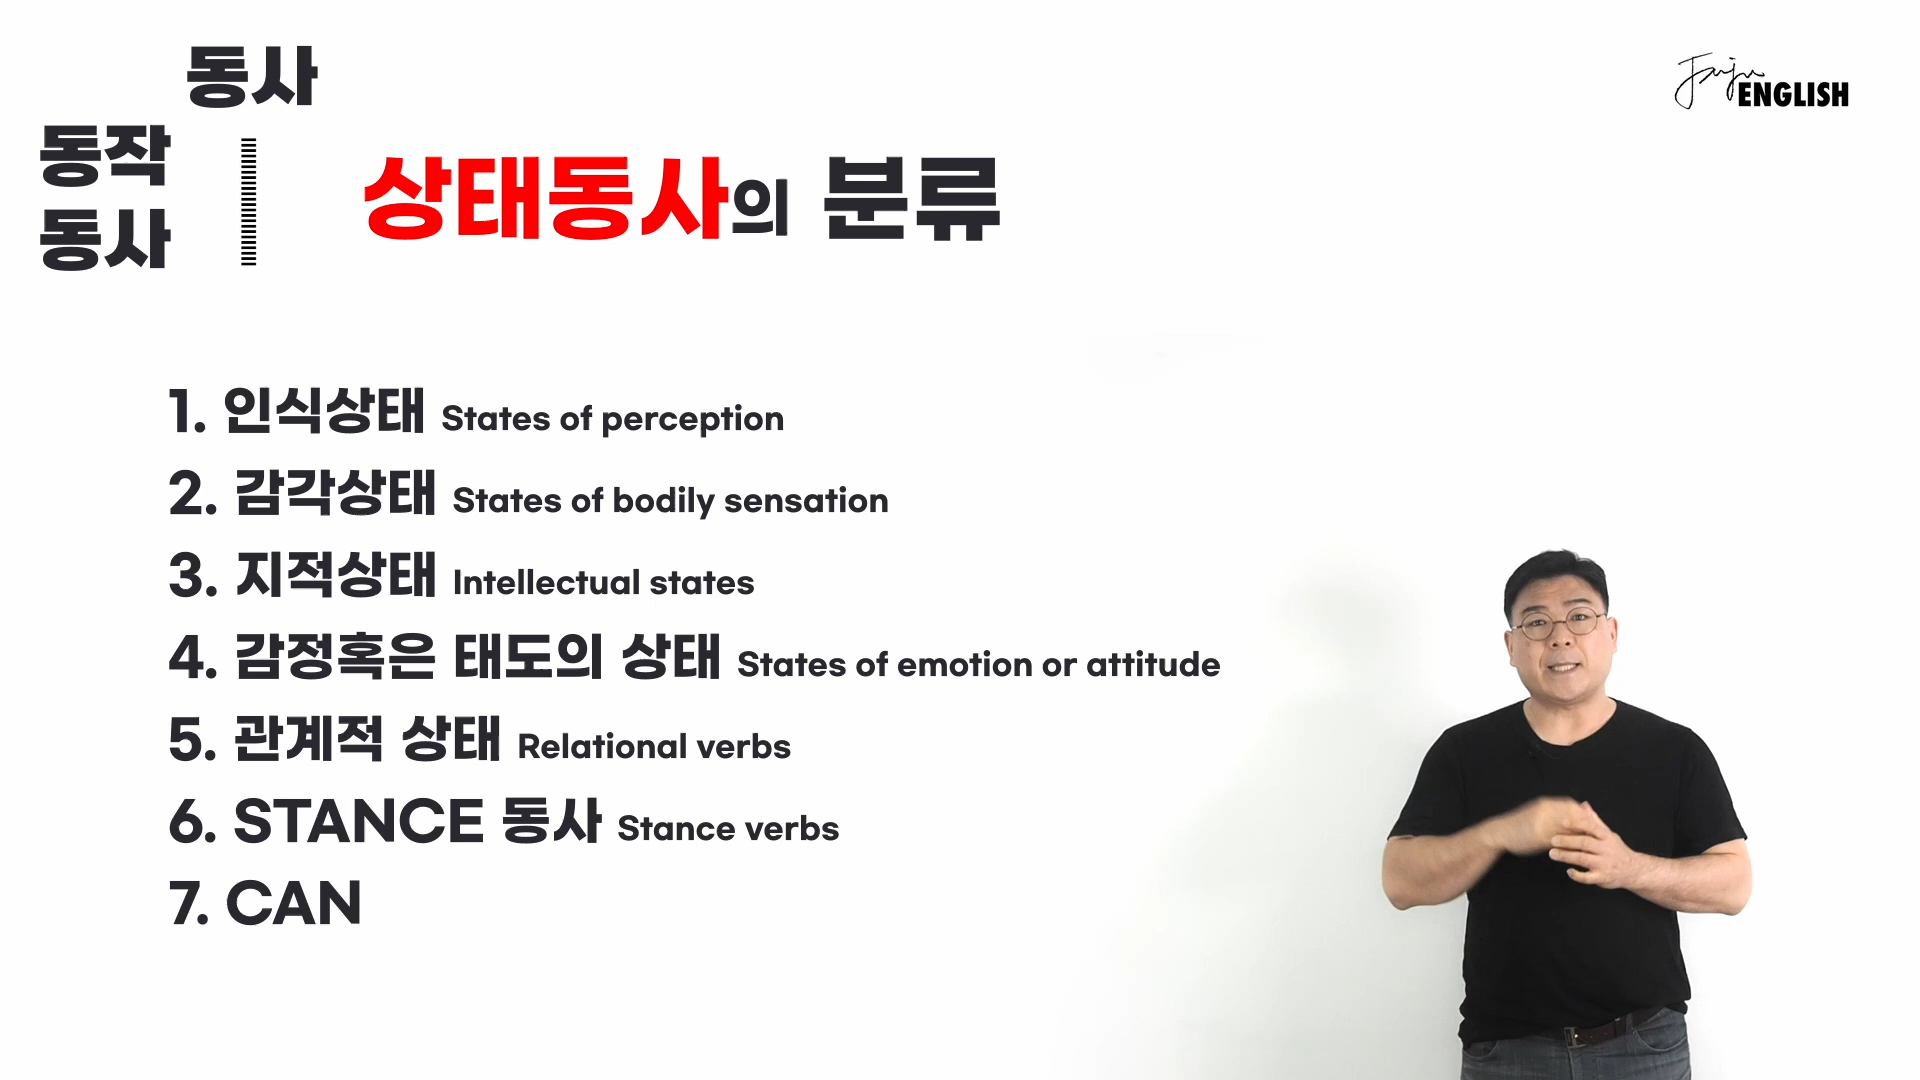 동사
동작
동사
상태동사의 분류
ENGLISH
1. 인식상태 States of perception
2. 감각상태 States of bodily sensation
3. 지적상태 Intellectual states
4. 감정혹은 태도의 상태 States of emotion or attitude
5. 관계적 상태 Relational verbs
6. STANCE 동사 Stance verbs
7. CAN